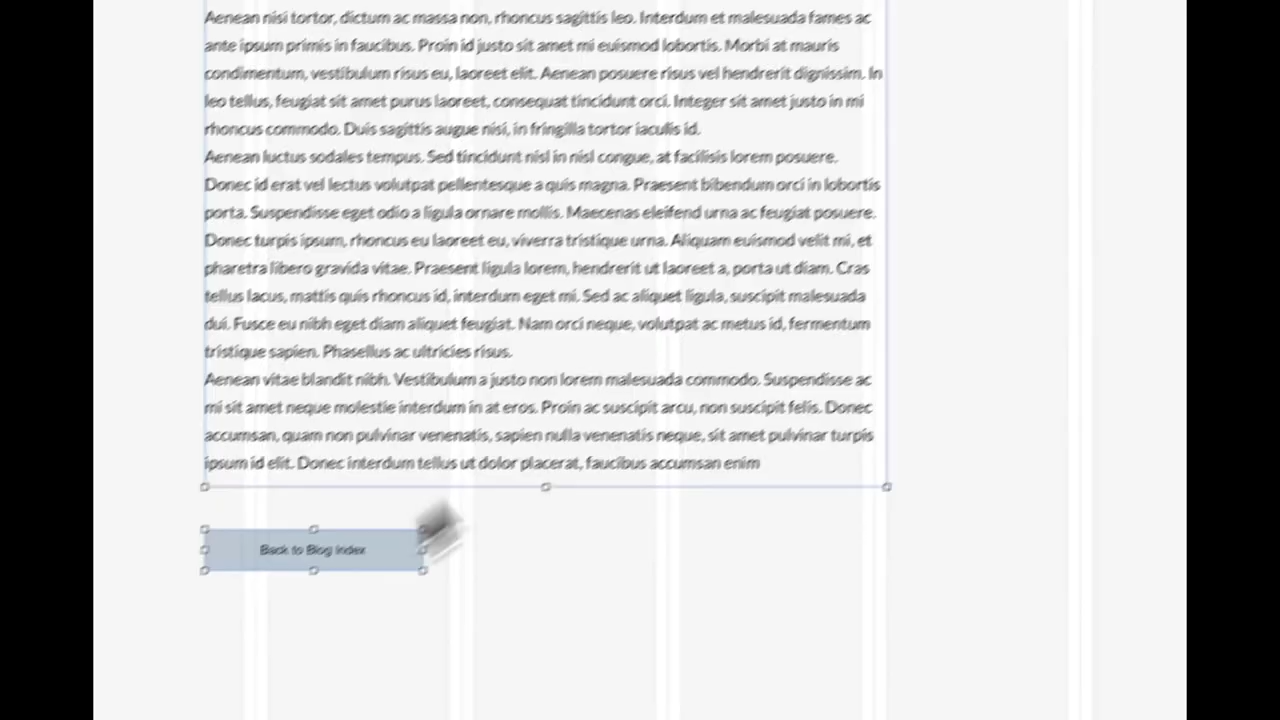 Aenean nisi tortor, dictum ac massa non, rhoncus sagittis leo. Interdum et malesuada fames ac
ante ipsum primis in faucibus. Proin id justo sit amet mi euismod lobortis. Morbi at mauris
condimentum, vestibulum risus eu, laoreet elit. Aenean posuere risus vel hendrerit dignissim. In
leo tellus, feugiat sit amet purus laoreet, consequat tincidunt orci. Integer sit amet justo in mi
rhoncus commodo. Duis sagittis augue nisi, in fringilla tortor iaculis id.
Aenean luctus sodales tempus. Sed tincidunt nisl in nisl congue, at facilisis lorem posuere.
Donec id erat vel lectus volutpat pellentesque a quis magna. Praesent bibendum orci in lobortis
porta. Suspendisse eget odio a ligula ornare mollis. Maecenas eleifend urna ac feugiat posuere.
Donec turpis ipsum, rhoncus eu laoreet eu, viverra tristique urna. Aliquam euismod velit mi, et
pharetra libero gravida vitae. Praesent ligula lorem, hendrerit ut laoreet a, porta ut diam. Cras
tellus lacus, mattis quis rhoncus id, interdum eget mi. Sed ac aliquet ligula, suscipit malesuada
dui. Fusce eu nibh eget diam aliquet feugiat. Nam orci neque, volutpat ac metus id, fermentum
tristique sapien. Phasellus ac ultricies risus.
Aenean vitae blandit nibh. Vestibulum a justo non lorem malesuada commodo. Suspendisse ac
mi sit amet neque molestie interdum in at eros. Proin ac suscipit arcu, non suscipit felis. Donec
accumsan, quam non pulvinar venenatis, sapien nulla venenatis neque, sit amet pulvinar turpis
ipsum id elit. Donec interdum tellus ut dolor placerat, faucibus accumsan enim
Back to Blog Index